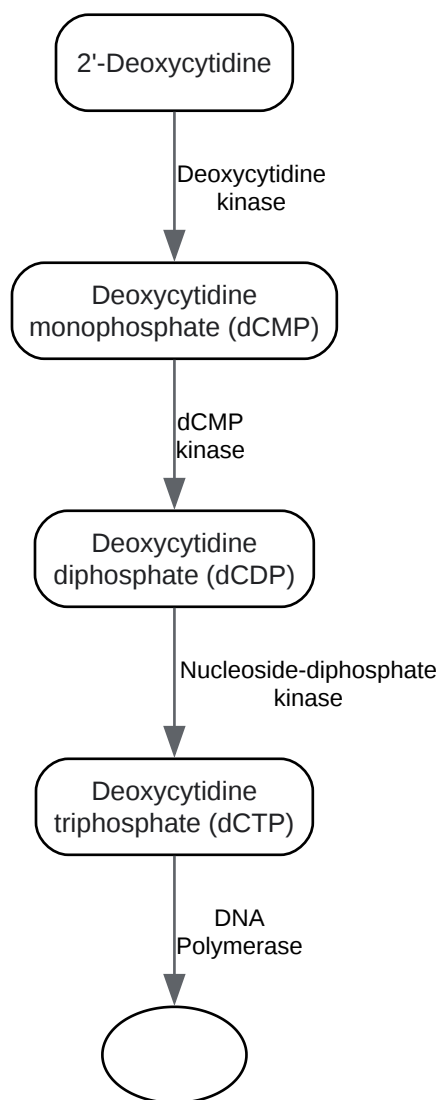 2'-Deoxycytidine
Deoxycytidine
kinase
Deoxycytidine
monophosphate (dCMP)
dCMP
kinase
Deoxycytidine
diphosphate (dCDP)
Nucleoside-diphosphate
kinase
Deoxycytidine
triphosphate (dCTP)
DNA
Polymerase